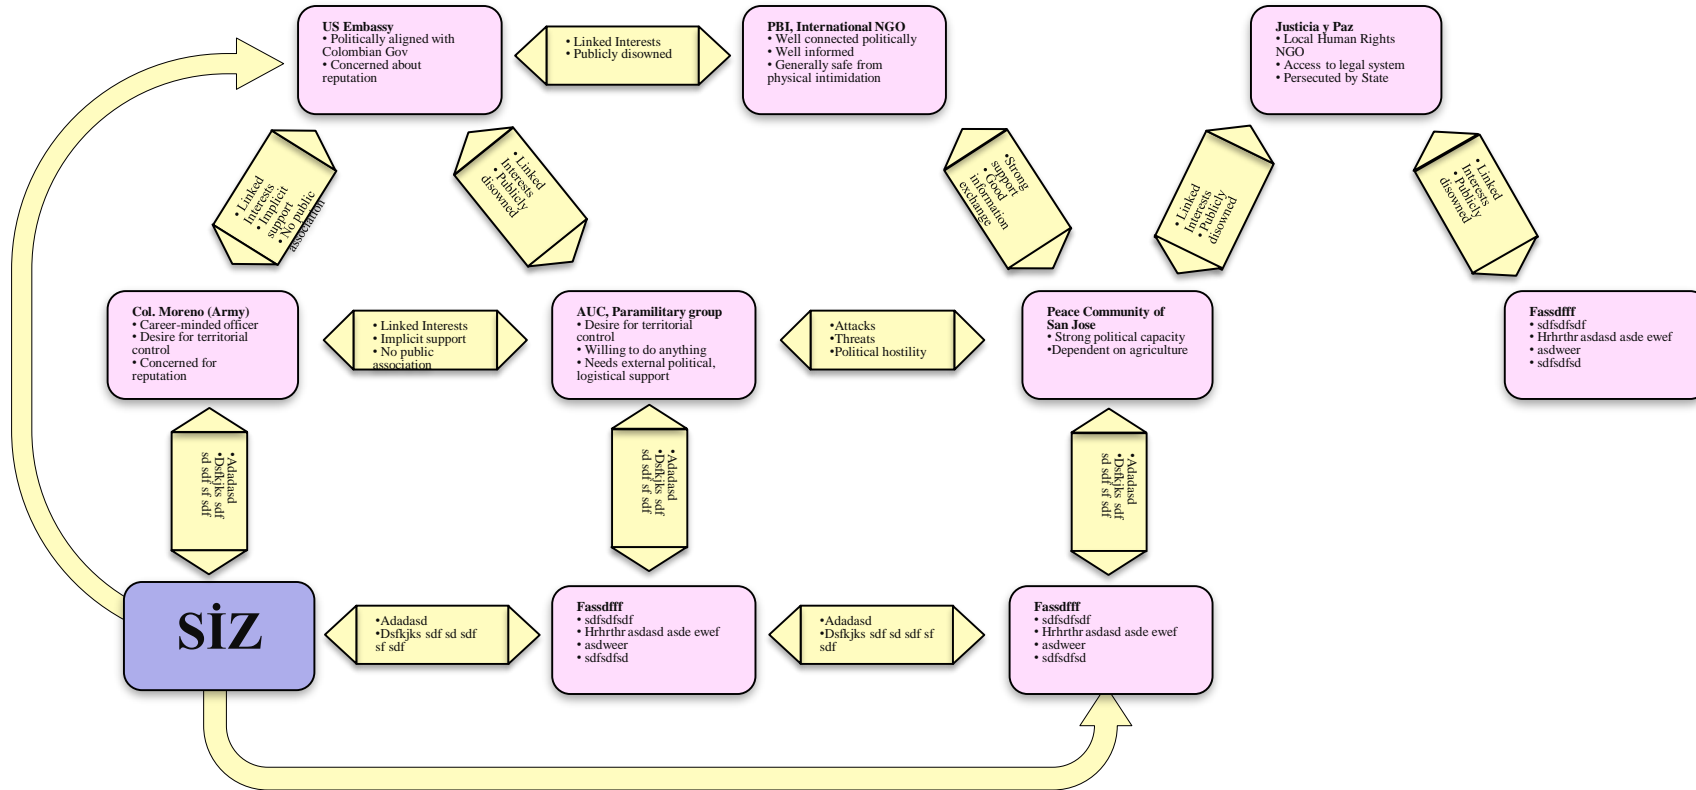 US Embassy
• Politically aligned with
Colombian Gov
• Concerned about
reputation
• Linked Interests
• Publicly disowned
PBI, International NGO
• Well connected politically
• Well informed
• Generally safe from
physical intimidation
Justicia y Paz
• Local Human Rights
NGO
• Access to legal system
• Persecuted by State
• Linked
Interests
• Implicit
support
• No public
association
• Linked
Interests
• Publicly
disowned
•Strong
support
• Good
information
exchange
• Linked
Interests
• Publicly
disowned
• Linked
Interests
• Publicly
disowned
Col. Moreno (Army)
• Career-minded officer
• Desire for territorial
control
• Concerned for
reputation
• Linked Interests
• Implicit support
• No public
association
AUC, Paramilitary group
• Desire for territorial
control
• Willing to do anything
• Needs external political,
logistical support
•Attacks
•Threats
•Political hostility
Peace Community of
San Jose
• Strong political capacity
•Dependent on agriculture
Fassdfff
• sdfsdfsdf
• Hrhrthr asdasd asde ewef
• asdweer
• sdfsdfsd
•Adadasd
•Dsfkjks sdf
sd sdf sf sdf
•Adadasd
•Dsfkjks sdf
sd sdf sf sdf
•Adadasd
•Dsfkjks sdf
sd sdf sf sdf
SİZ
•Adadasd
•Dsfkjks sdf sd sdf
sf sdf
Fassdfff
• sdfsdfsdf
• Hrhrthr asdasd asde ewef
• asdweer
• sdfsdfsd
•Adadasd
•Dsfkjks sdf sd sdf sf
sdf
Fassdfff
• sdfsdfsdf
• Hrhrthr asdasd asde ewef
• asdweer
• sdfsdfsd